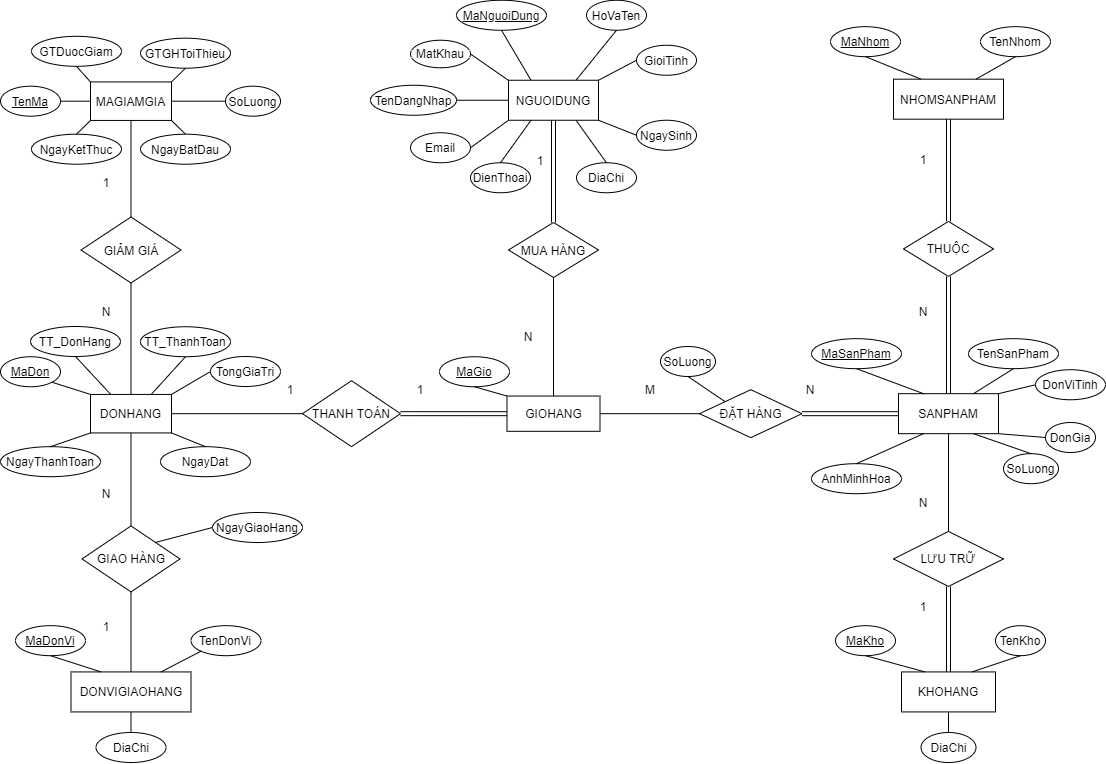 MaNguoiDung
HoVaTen
MaNhom
TenNhom
GTDuocGiam
GTGHToiThieu
MatKhau
GioiTinh
TenMa
MAGIAMGIA
SoLuong
TenDangNhap
NGUOIDUNG
NHOMSANPHAM
NgayKetThuc
NgayBatDau
Email
NgaySinh
DienThoai
DiaChi
1
1
1
GIẢM GIÁ
MUA HÀNG
THUỘC
N
N
N
TT_DonHang
TT_ThanhToan
MaDon
TongGiaTri
MaGio
SoLuong
MaSanPham
TenSanPham
DonViTinh
1
1
M
N
DONHANG
THANH TOÁN
GIOHANG
ĐẶT HÀNG
SANPHAM
DonGia
NgayThanhToan
NgayDat
AnhMinhHoa
SoLuong
N
N
NgayGiaoHang
GIAO HÀNG
LƯU TRỮ
1
1
MaDonVi
TenDonVi
MaKho
TenKho
DONVIGIAOHANG
KHOHANG
DiaChi
DiaChi